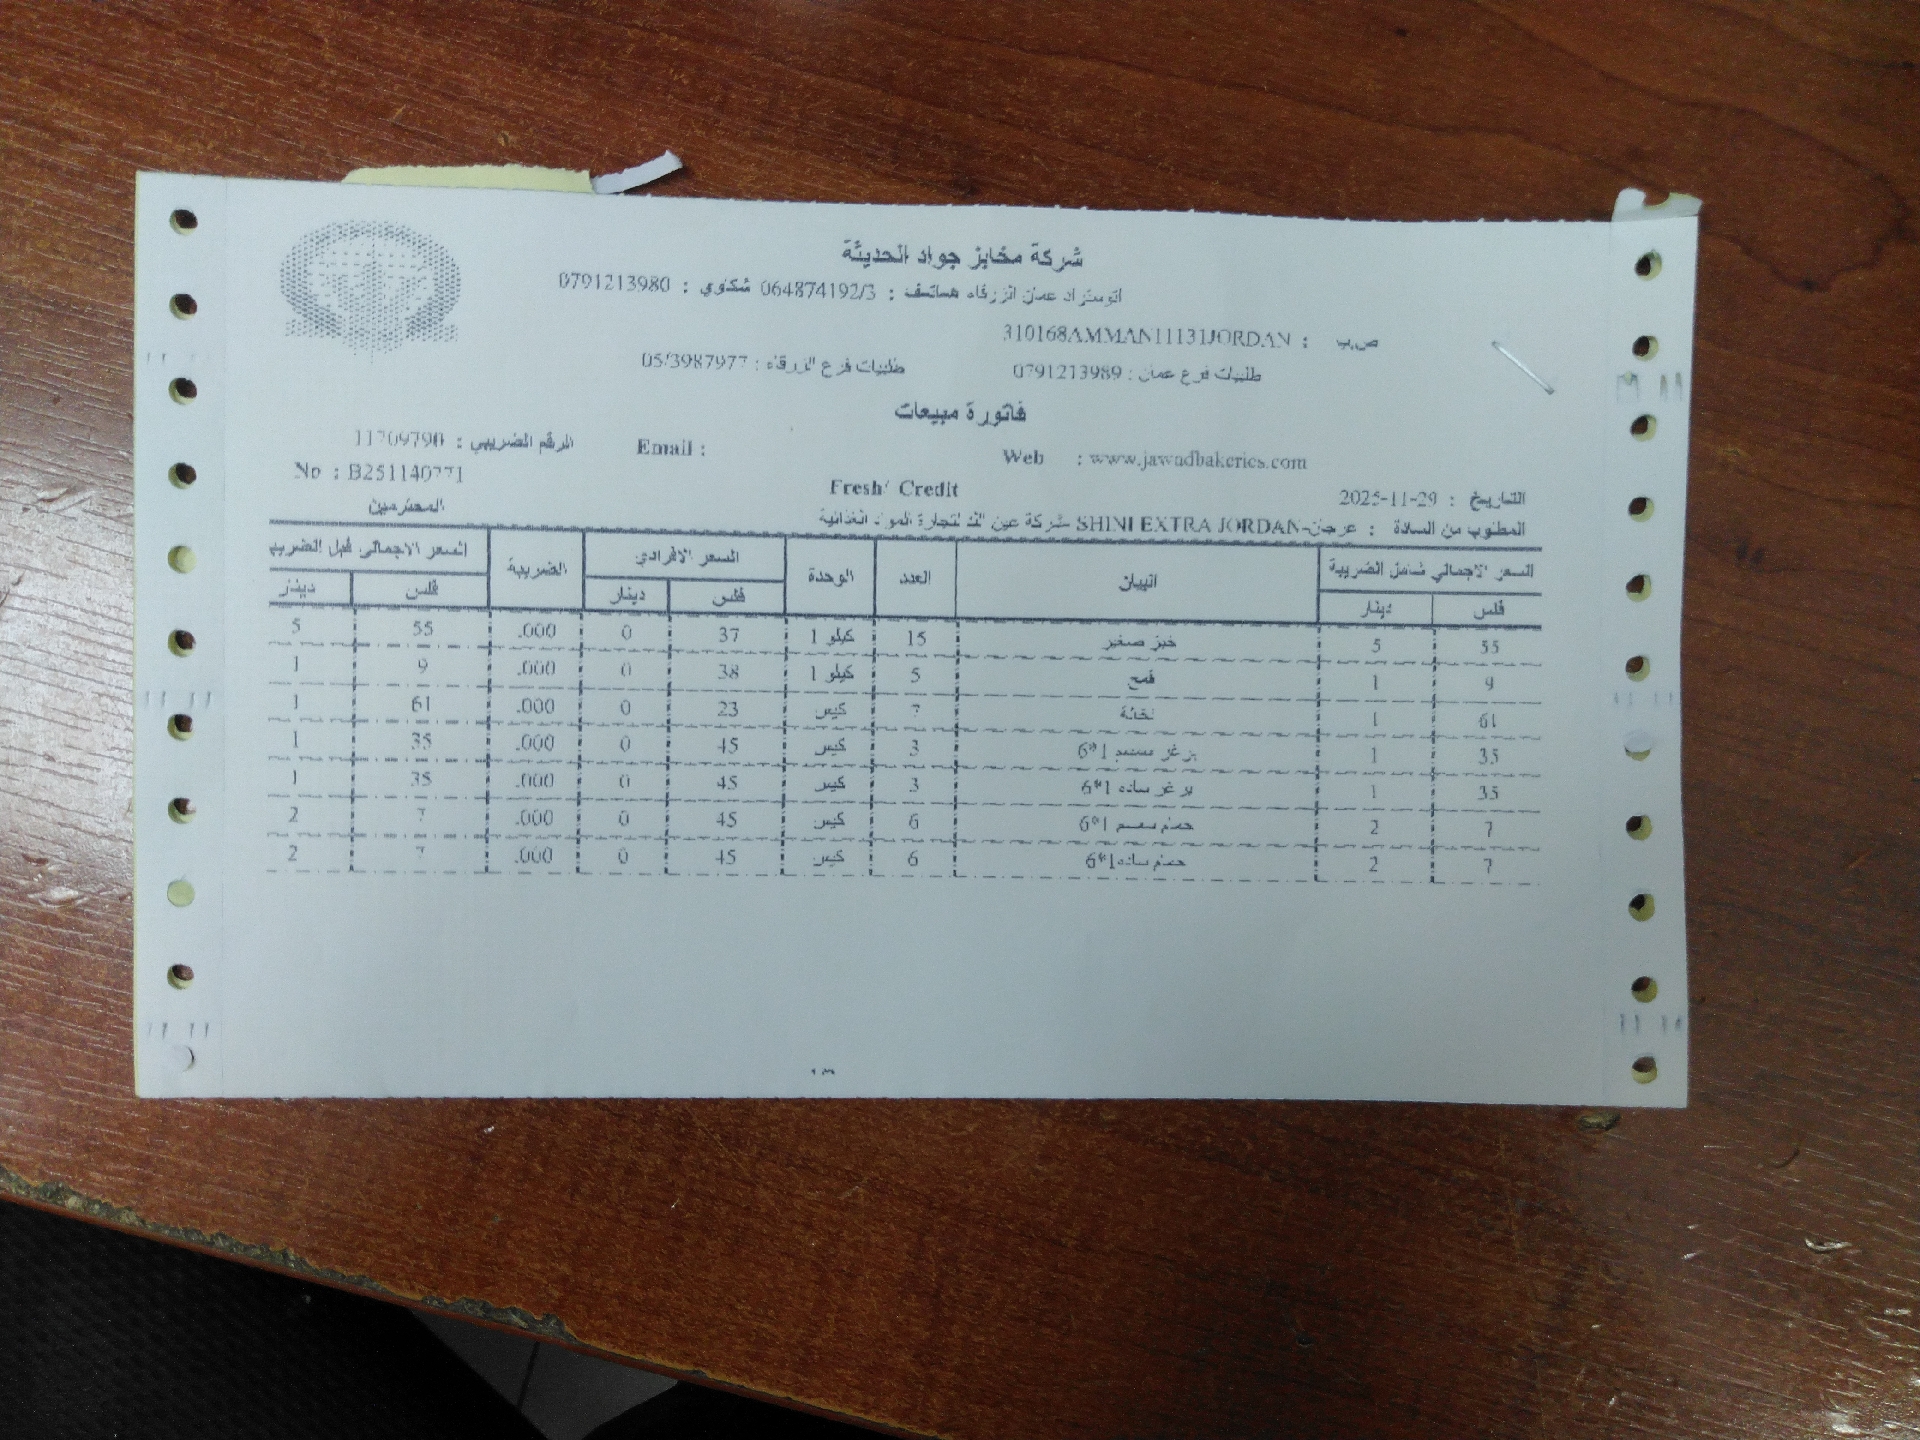 شركة مخابز جواد الحديثة
اتوستراد عمان الزرقاء هاتف : 064874192/3 شكاوي : 0791213980
ص.ب : 310168AMMAN11131JORDAN
طلبيات فرع عمان : 0791213989 طلبيات فرع الزرقاء : 05/3987977
فاتورة مبيعات
Web : www.jawadbakeries.com Email : الرقم الضريبي : 11709790
No : B251140771
التاريخ : 2025-11-29 Fresh/ Credit
المطلوب من السادة : عرجان-SHINI EXTRA JORDAN شركة عين الغد لتجارة المواد الغذائية المحترمين
السعر الاجمالي شامل الضريبة البيان العدد الوحدة السعر الافرادي الضريبة السعر الاجمالي قبل الضريبة
فلس دينار فلس دينار فلس دينار
55 5 خبز صغير 15 كيلو 1 37 0 .000 55 5
9 1 قمح 5 كيلو 1 38 0 .000 9 1
61 1 نخالة 7 كيس 23 0 .000 61 1
35 1 برغر سمسم 1*6 3 كيس 45 0 .000 35 1
35 1 برغر ساده 1*6 3 كيس 45 0 .000 35 1
7 2 حمام سمسم 1*6 6 كيس 45 0 .000 7 2
7 2 حمام ساده 1*6 6 كيس 45 0 .000 7 2